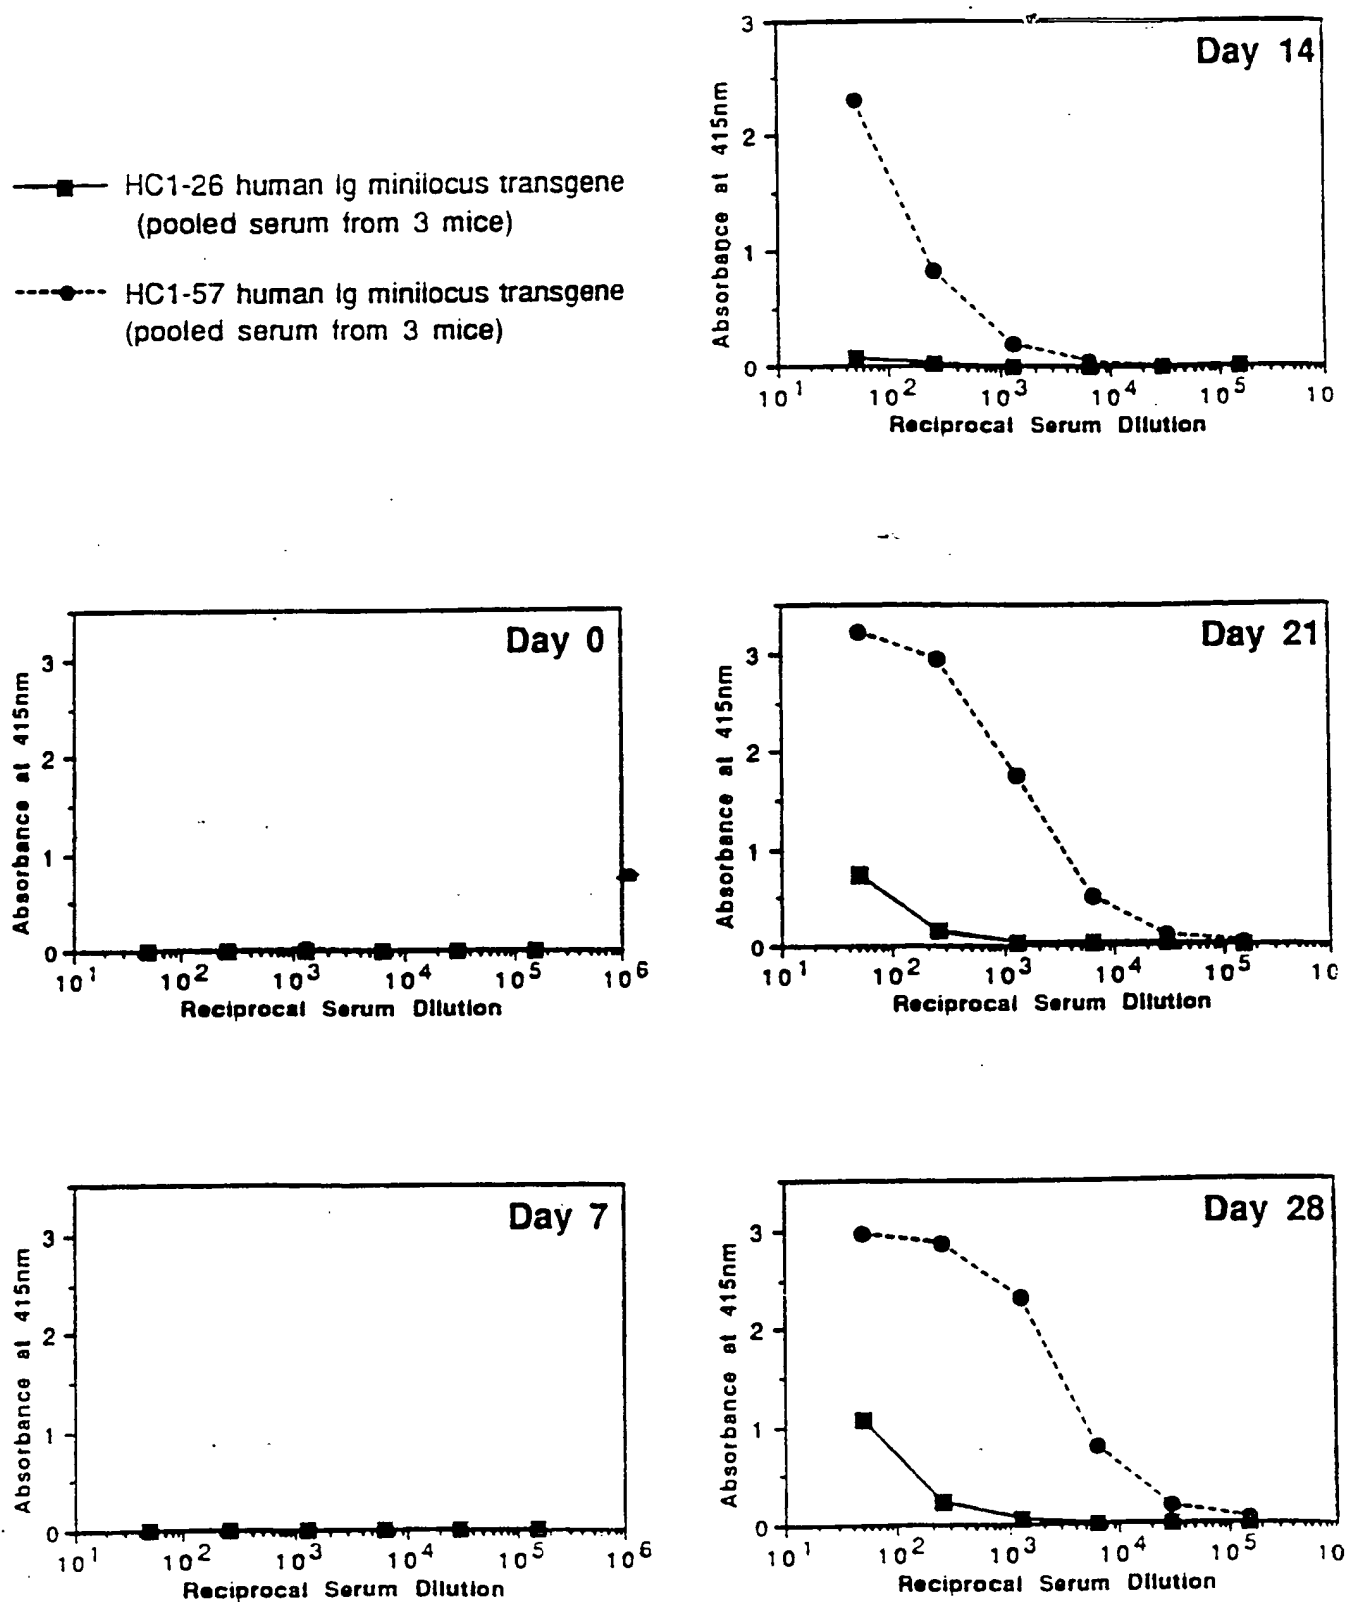 HC1-26 human Ig minilocus transgene
(pooled serum from 3 mice)
HC1-57 human Ig minilocus transgene
(pooled serum from 3 mice)
Day 14
Absorbance at 415nm
3
2
1
0
10¹ 10² 10³ 10⁴ 10⁵ 10
Reciprocal Serum Dilution
Day 0
Absorbance at 415nm
3
2
1
0
10¹ 10² 10³ 10⁴ 10⁵ 10⁶
Reciprocal Serum Dilution
Day 21
Absorbance at 415nm
3
2
1
0
10¹ 10² 10³ 10⁴ 10⁵ 10
Reciprocal Serum Dilution
Day 7
Absorbance at 415nm
3
2
1
0
10¹ 10² 10³ 10⁴ 10⁵ 10⁶
Reciprocal Serum Dilution
Day 28
Absorbance at 415nm
3
2
1
0
10¹ 10² 10³ 10⁴ 10⁵ 10
Reciprocal Serum Dilution